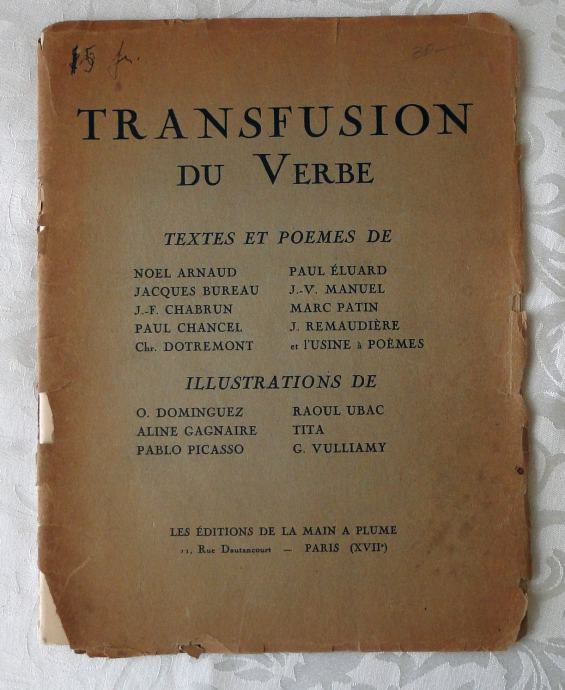 15 fr.
TRANSFUSION
DU VERBE
TEXTES ET POEMES DE
NOEL ARNAUD
JACQUES BUREAU
J.-F. CHABRUN
PAUL CHANCEL
Chr. DOTREMONT
PAUL ÉLUARD
J.-V. MANUEL
MARC PATIN
J. REMAUDIÈRE
et l'USINE à POÈMES
ILLUSTRATIONS DE
O. DOMINGUEZ
ALINE GAGNAIRE
PABLO PICASSO
RAOUL UBAC
TITA
G. VULLIAMY
LES ÉDITIONS DE LA MAIN A PLUME
11, Rue Dautancourt — PARIS (XVIIe)